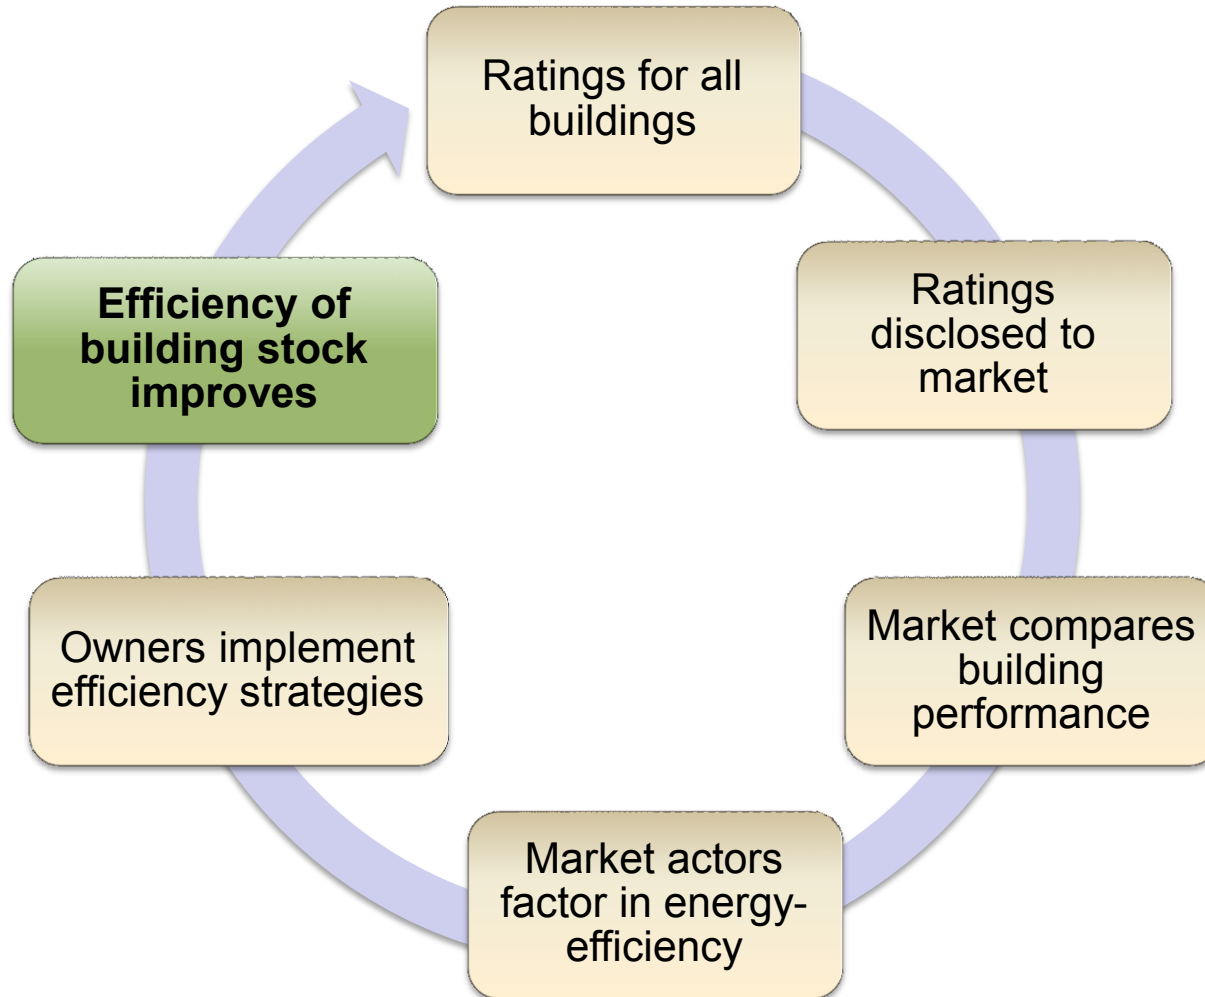 Ratings for all
buildings
Ratings
disclosed to
market
Market compares
building
performance
Market actors
factor in energy-
efficiency
Owners implement
efficiency strategies
Efficiency of
building stock
improves